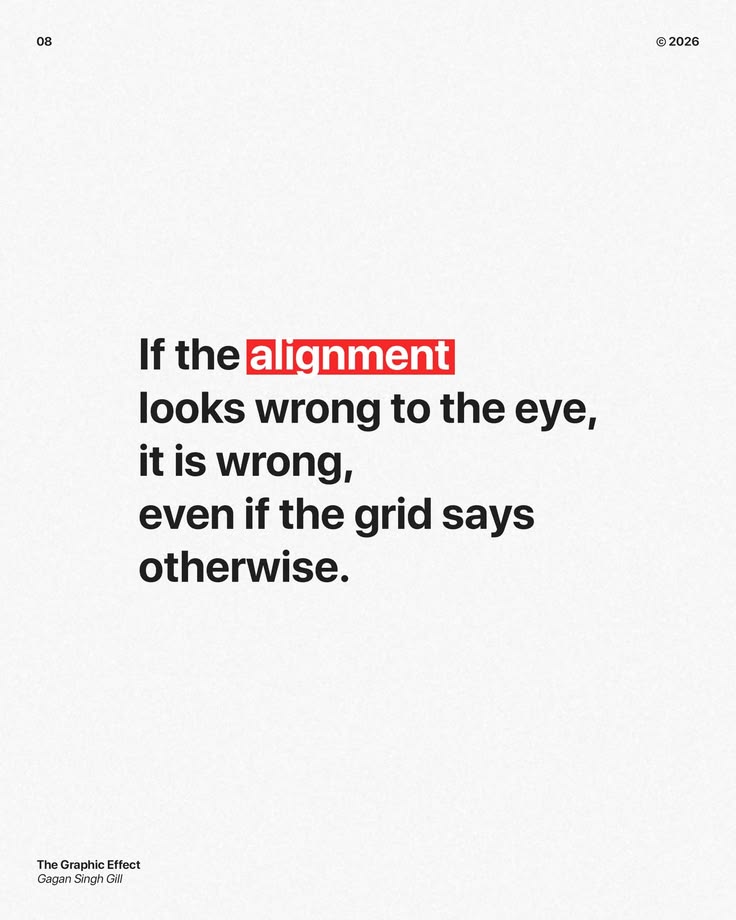 08
© 2026
If the alignment
looks wrong to the eye,
it is wrong,
even if the grid says
otherwise.
The Graphic Effect
Gagan Singh Gill